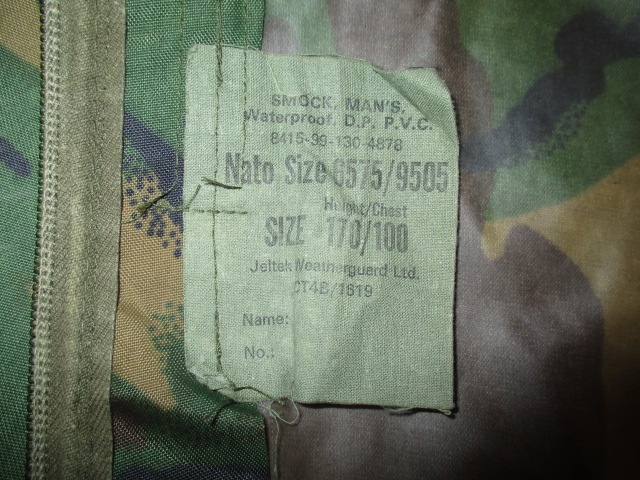 SMOCK, MAN'S,
Waterproof. D.P. P.V.C.
8415-99-130-4878
Nato Size 6575/9505
Height/Chest
SIZE 170/100
Jeltek Weatherguard Ltd.
CT4B/1619
Name:
No.: